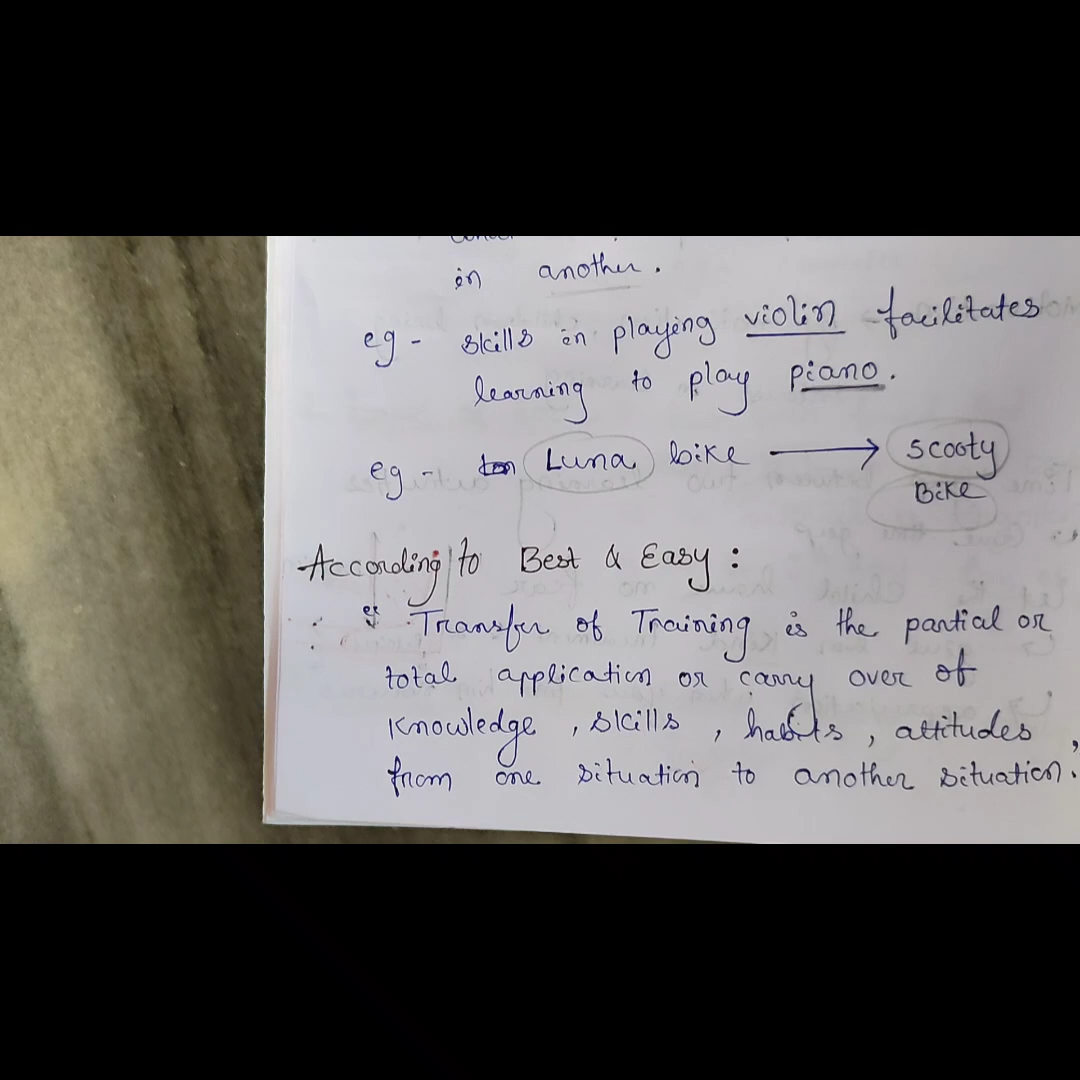 in another.
eg - skills in playing violin facilitates
learning to play piano.
eg - Luna bike → Scooty
Bike
According to Best & Easy :
Transfer of Training is the partial or
total application or carry over of
knowledge, skills, habits, attitudes,
from one situation to another situation.